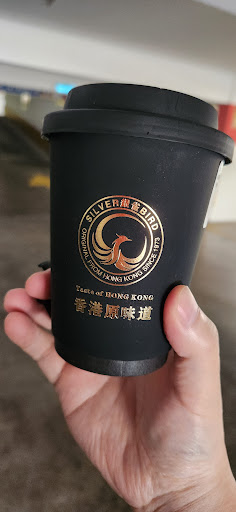 SILVER銀雀BIRD
ORIGINAL FROM HONG KONG SINCE 1973
Taste of HONG KONG
香港原味道